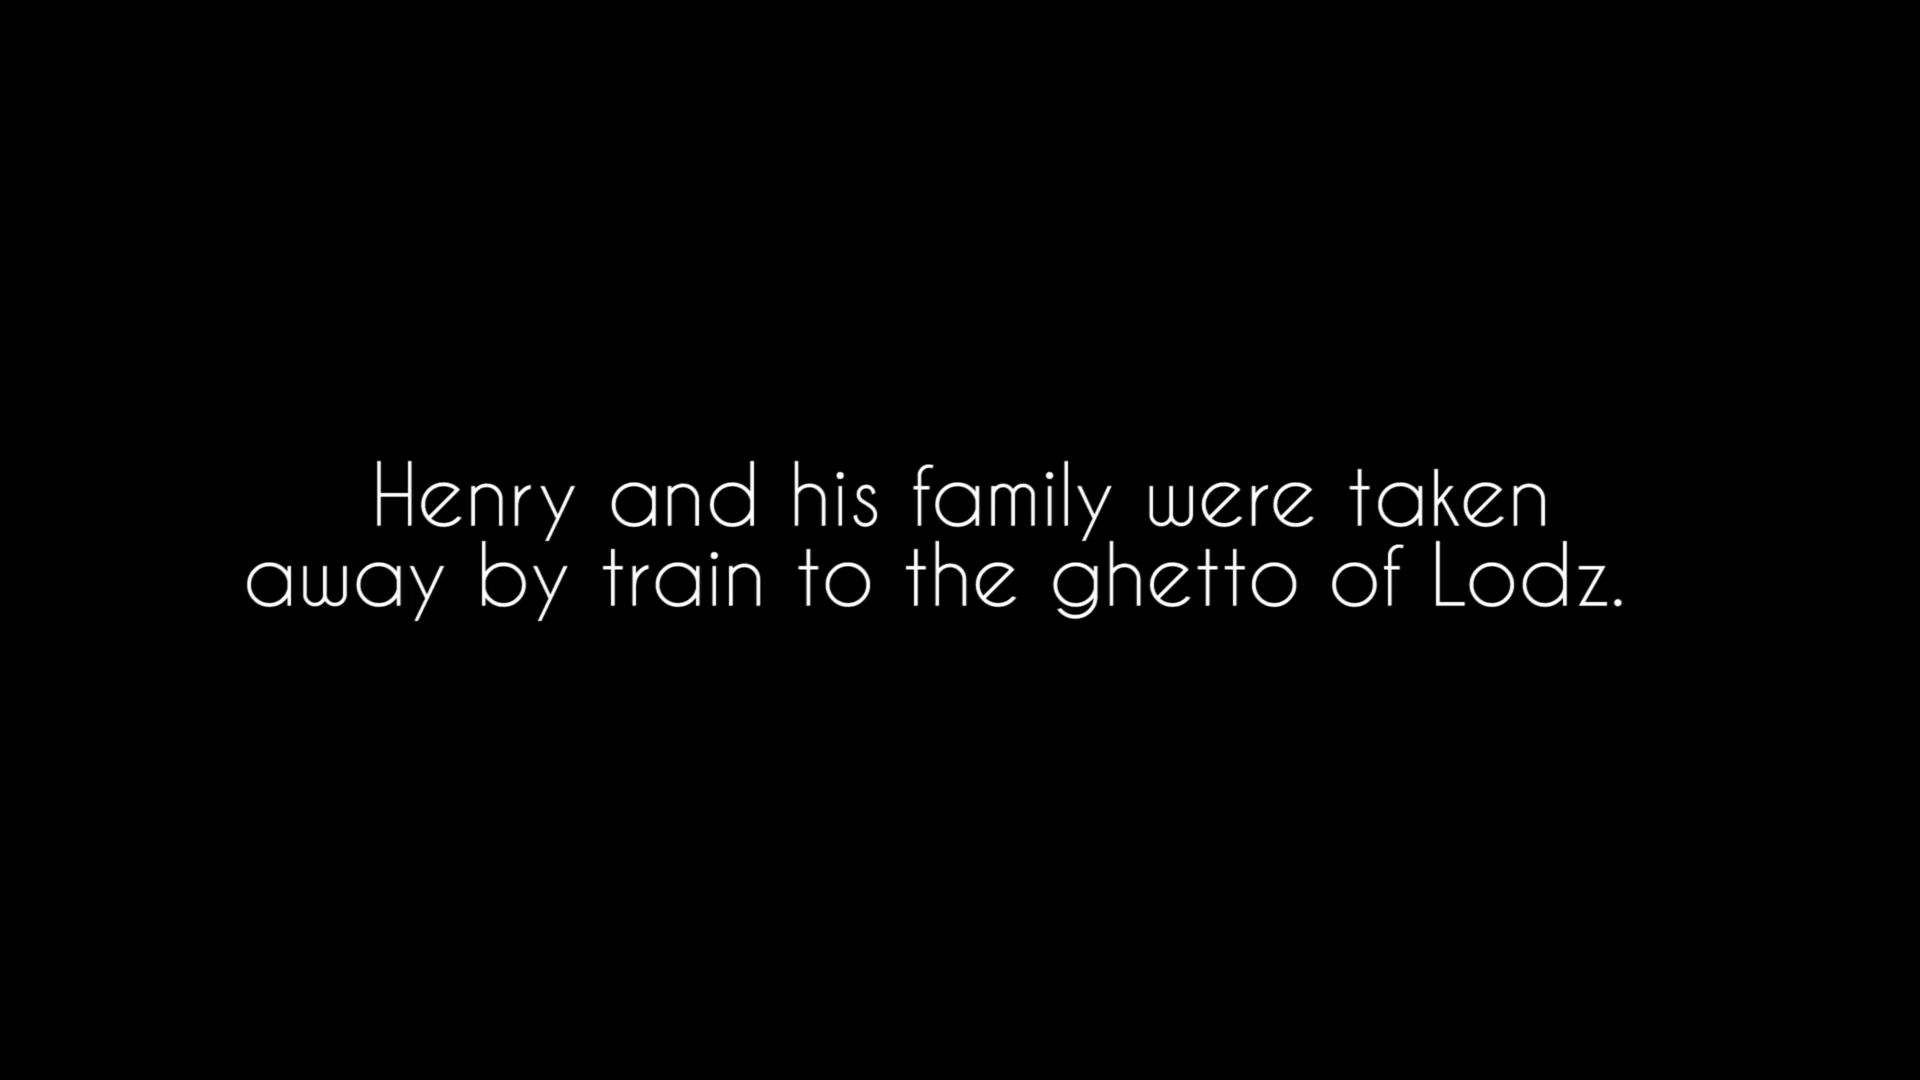 Henry and his family were taken
away by train to the ghetto of Lodz.